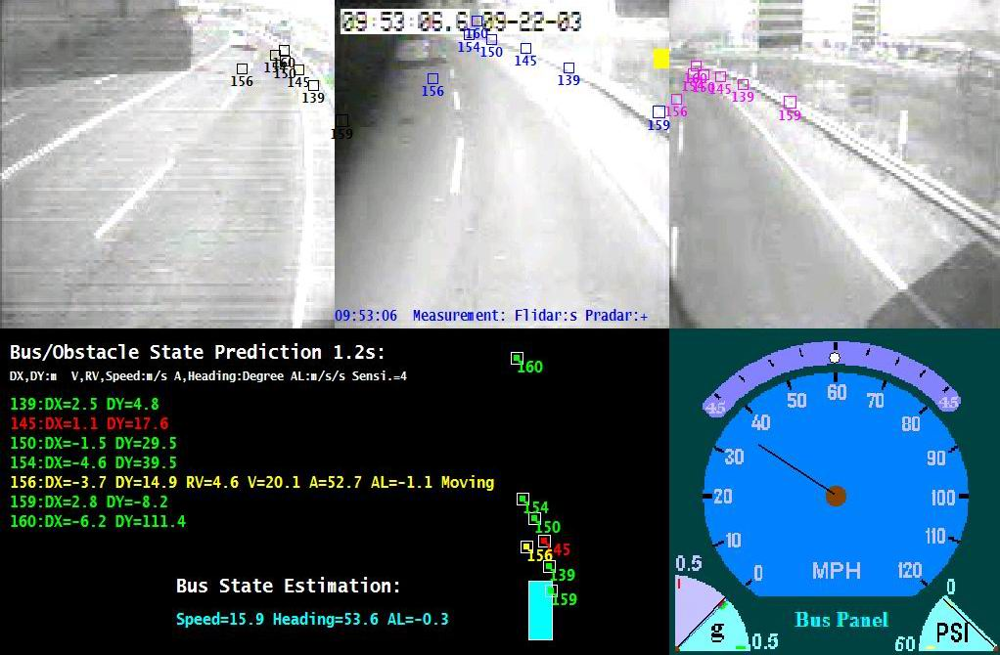 09:53:06.6 09-22-03
160
154 150
145
139
156
159
156
150
145
139
159
156
145
139
159
09:53:06 Measurement: Flidar:s Pradar:+
Bus/Obstacle State Prediction 1.2s:
DX,DY:m V,RV,Speed:m/s A,Heading:Degree AL:m/s/s Sensi.=4
139:DX=2.5 DY=4.8
145:DX=1.1 DY=17.6
150:DX=-1.5 DY=29.5
154:DX=-4.6 DY=39.5
156:DX=-3.7 DY=14.9 RV=4.6 V=20.1 A=52.7 AL=-1.1 Moving
159:DX=2.8 DY=-8.2
160:DX=-6.2 DY=111.4
Bus State Estimation:
Speed=15.9 Heading=53.6 AL=-0.3
160
154
150
45
156
139
159
45 45
0 10 20 30 40 50 60 70 80 90 100 110 120
MPH
Bus Panel
0.5
g
0.5
0
PSI
60